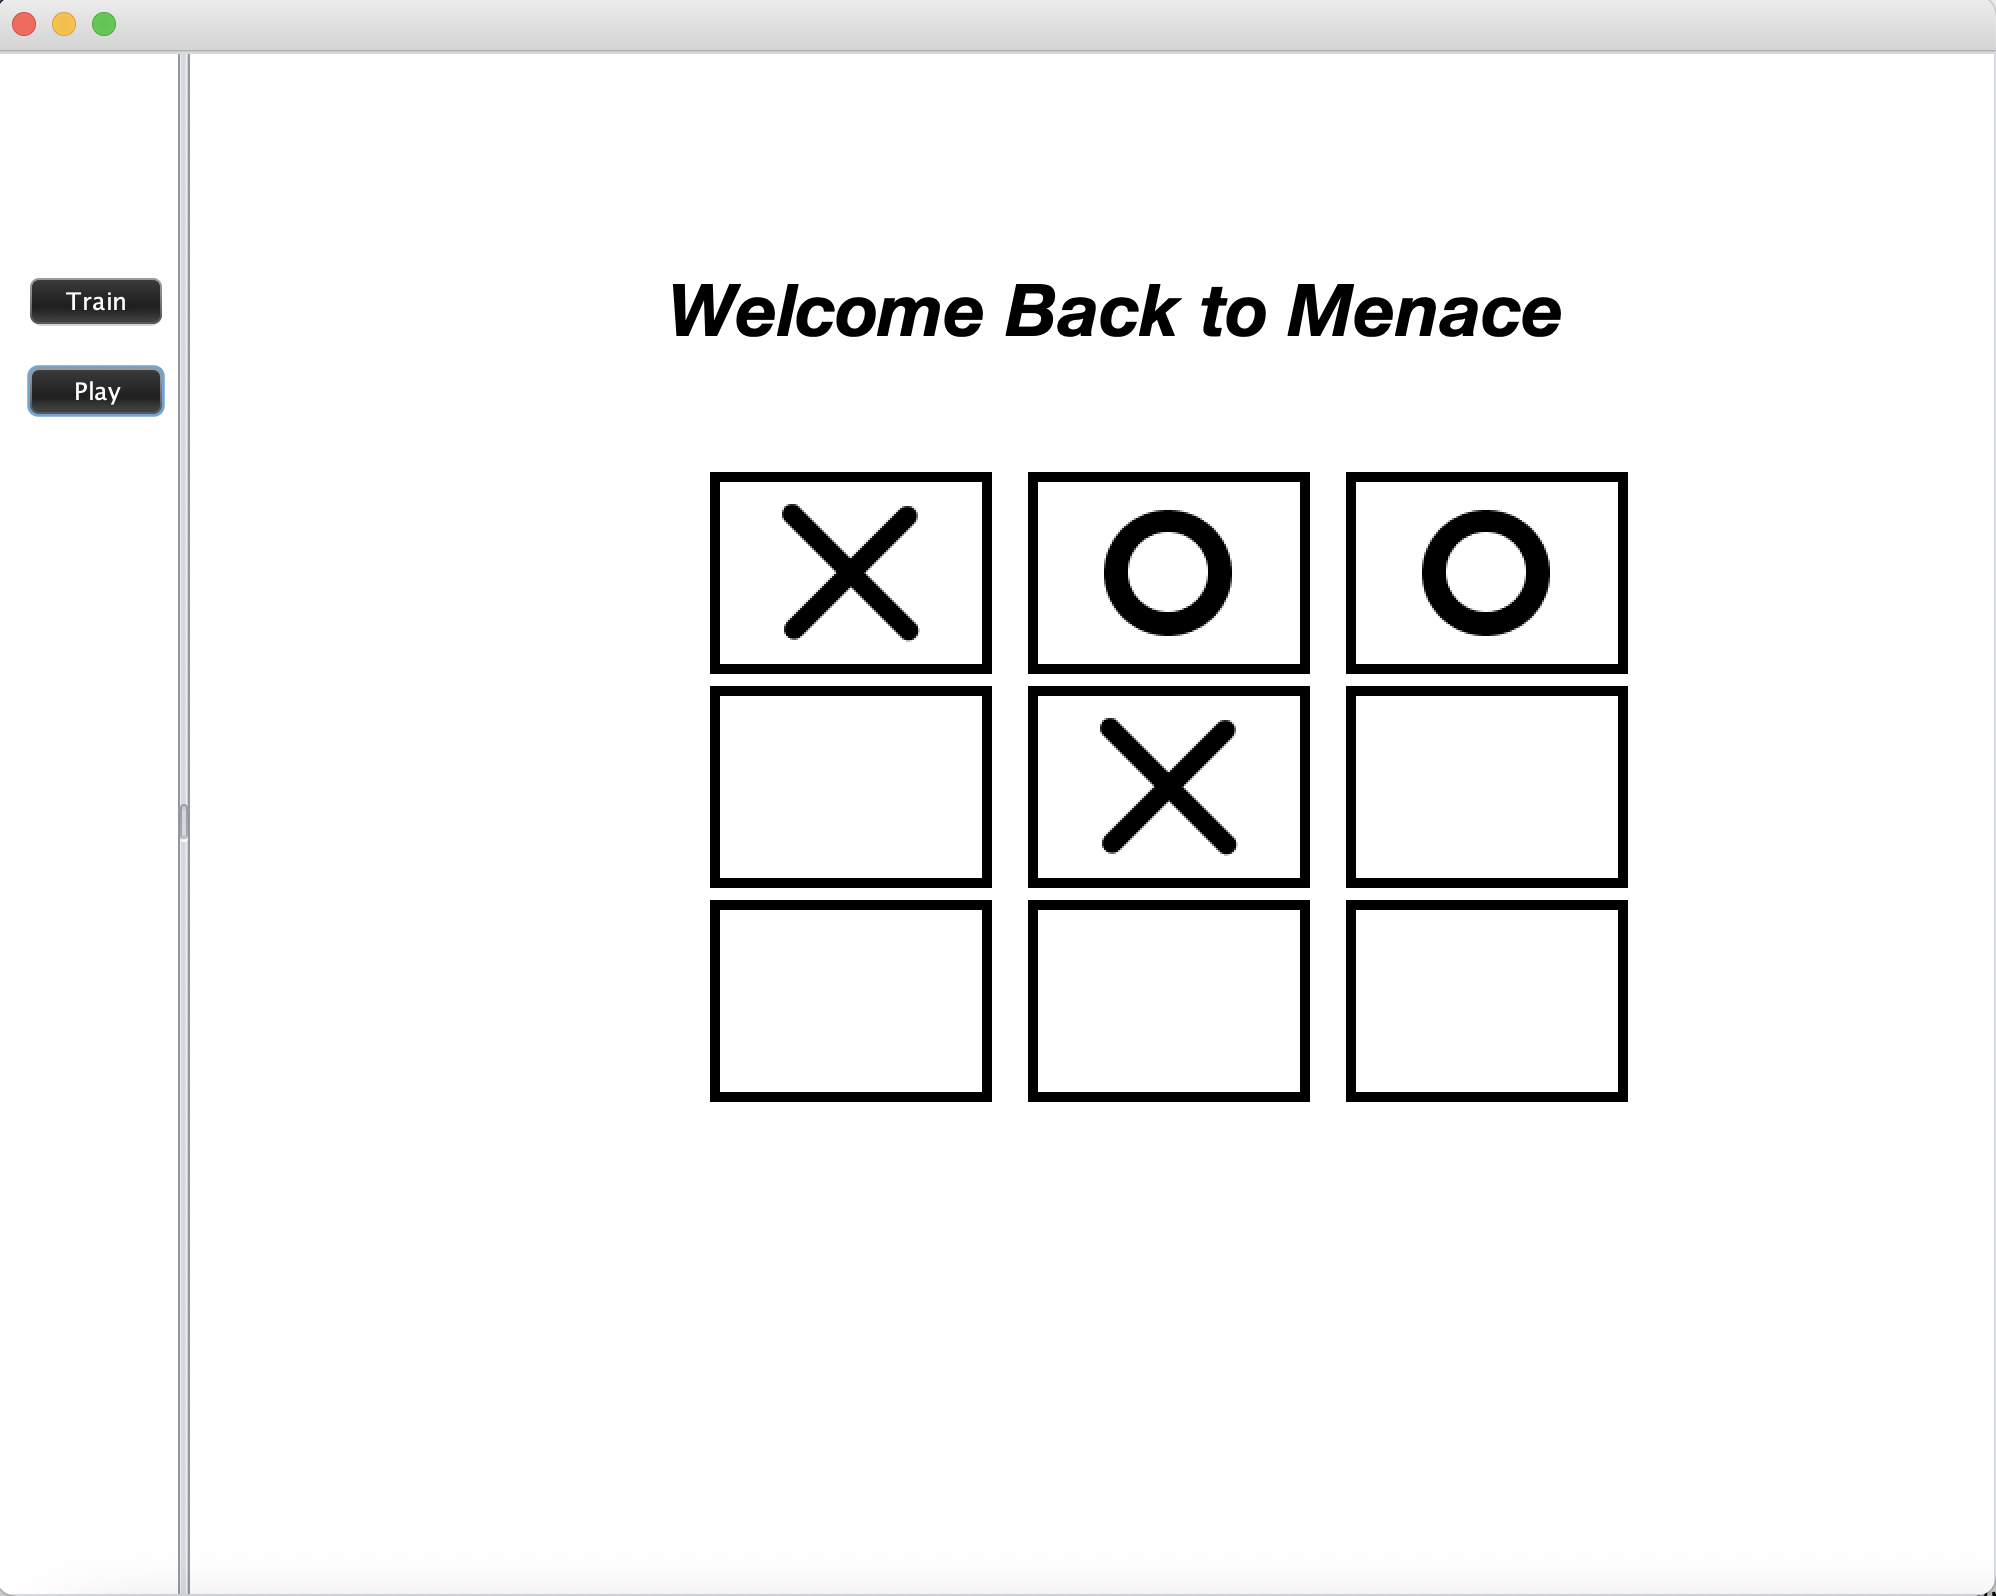 Train
Play
Welcome Back to Menace
X O O
X